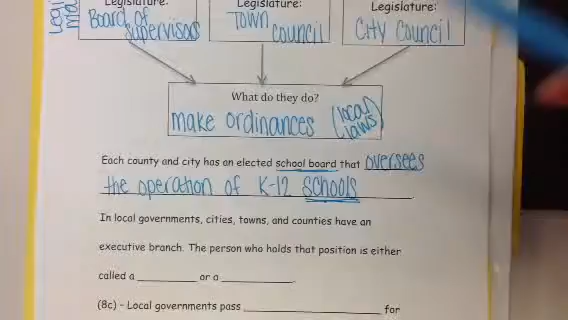 Legislature: Legislature: Legislature:
Board of Supervisors Town Council City Council
What do they do?
make ordinances (local laws)
Each county and city has an elected school board that oversees
the operation of K-12 schools
In local governments, cities, towns, and counties have an
executive branch. The person who holds that position is either
called a ____________ or a ______________.
(8c) - Local governments pass __________________________ for